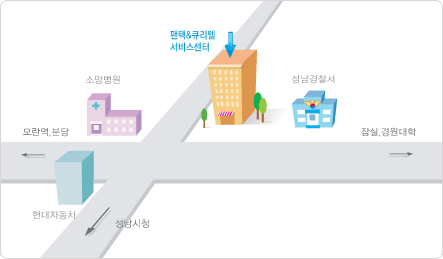 팬택&큐리텔
서비스센터
소망병원
성남경찰서
모란역,분당
잠실,경원대학
현대자동차
성남시청